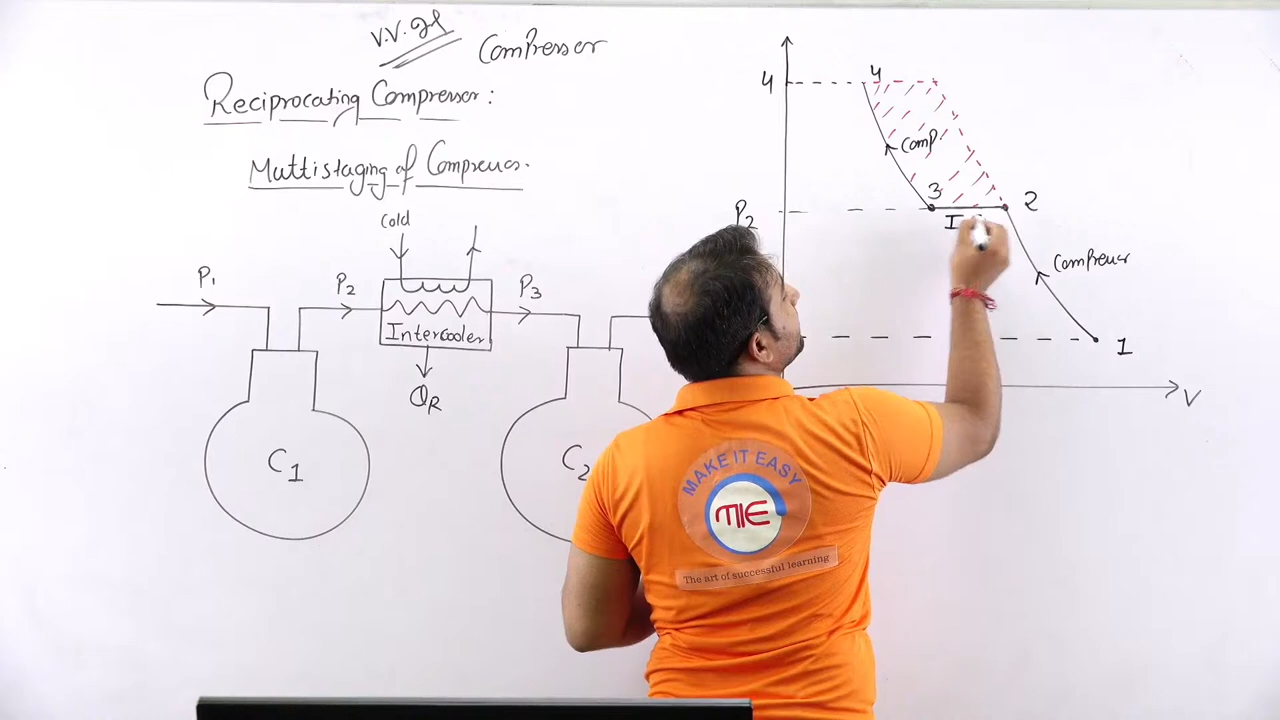 V.V. Compressor
Reciprocating Compressor:
Multistaging of Compressor.
Cold
P1
P2
Intercooler
P3
QR
C1
C2
4
4
Comp.
3
2
P2
I
Compressor
1
V
MAKE IT EASY
MIE
The art of successful learning